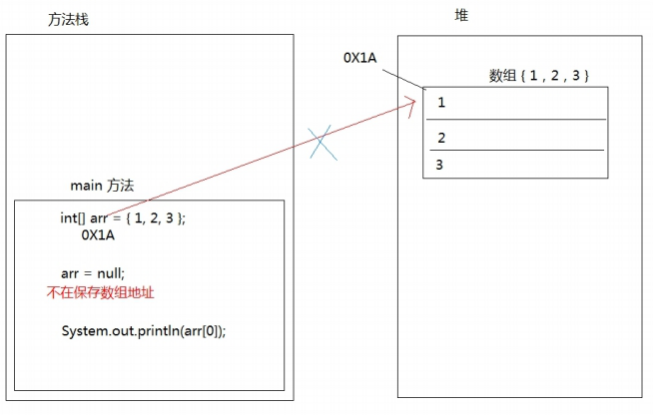 方法栈
堆
0X1A
数组 { 1 , 2 , 3 }
1
2
3
main 方法
int[] arr = { 1, 2, 3 };
0X1A
arr = null;
不在保存数组地址
System.out.println(arr[0]);